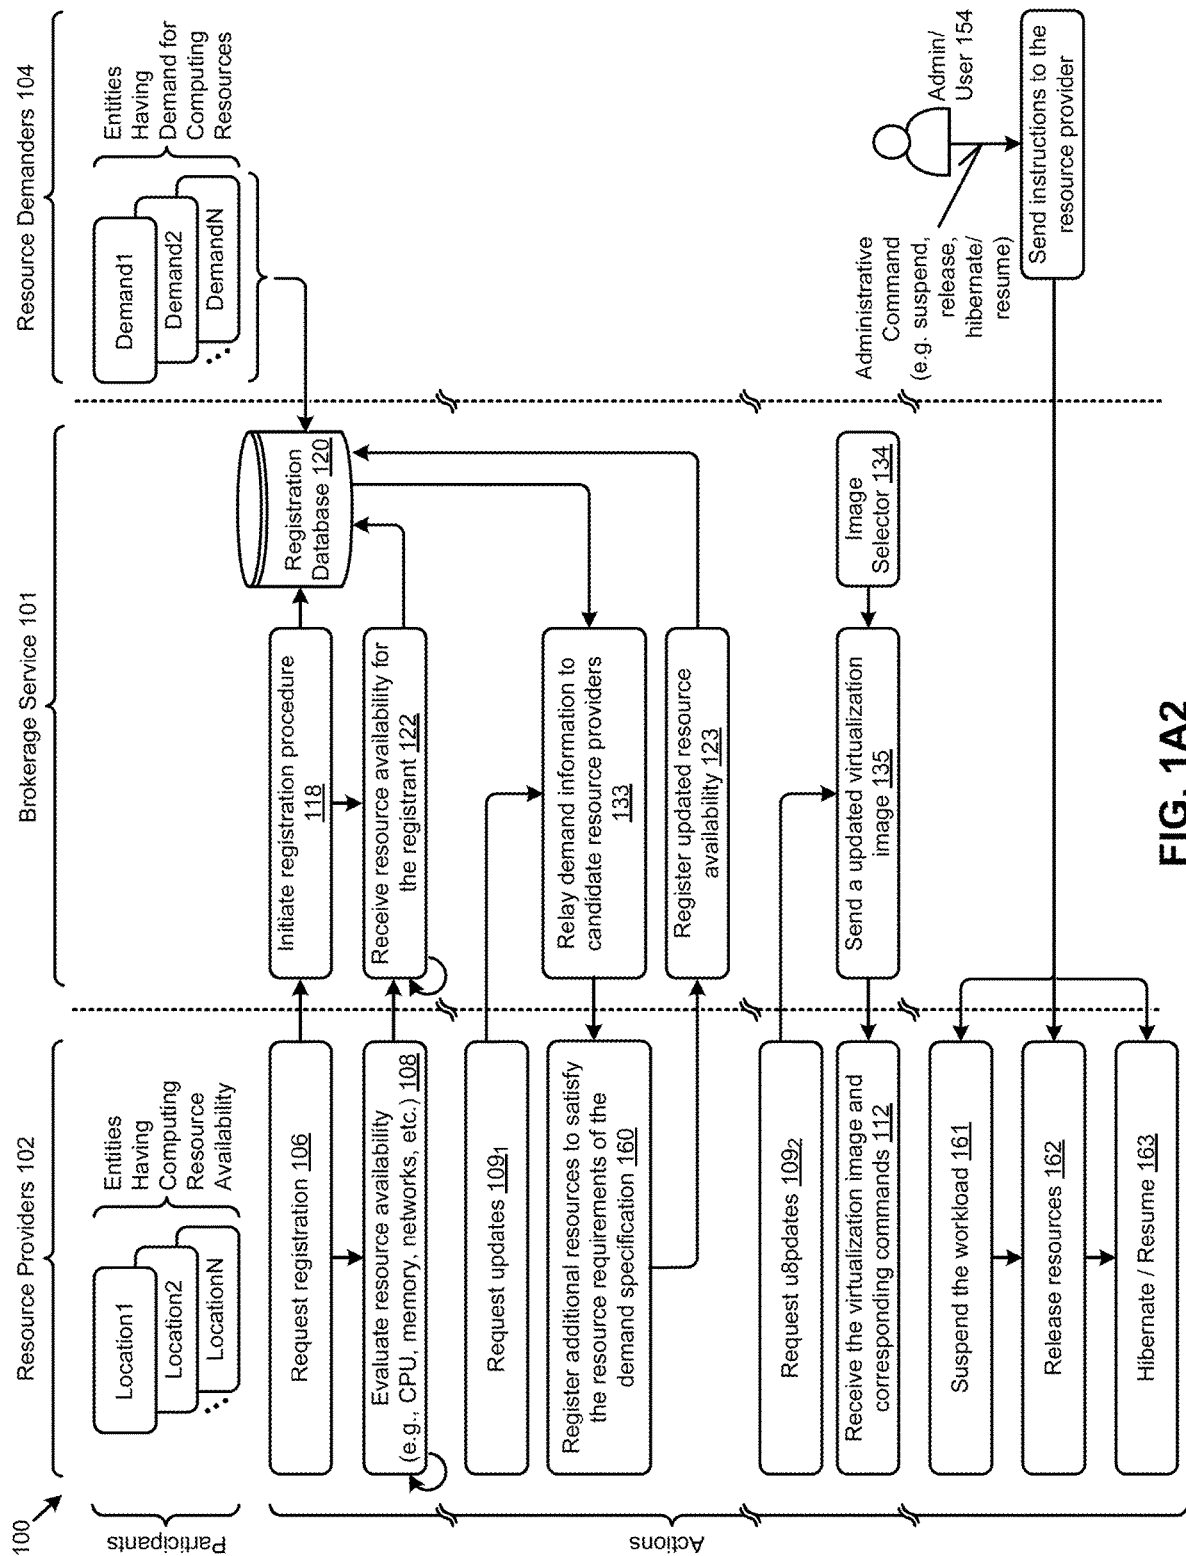 100
Resource Providers 102
Brokerage Service 101
Resource Demanders 104
Participants
Location1
Location2
LocationN
Entities
Having
Computing
Resource
Availability
Demand1
Demand2
DemandN
Entities
Having
Demand for
Computing
Resources
Actions
Request registration 106
Initiate registration procedure
118
Registration
Database 120
Evaluate resource availability
(e.g., CPU, memory, networks, etc.) 108
Receive resource availability for
the registrant 122
Request updates 109₁
Relay demand information to
candidate resource providers
133
Register additional resources to satisfy
the resource requirements of the
demand specification 160
Register updated resource
availability 123
Request u8pdates 109₂
Receive the virtualization image and
corresponding commands 112
Send a updated virtualization
image 135
Image
Selector 134
Administrative
Command
(e.g. suspend,
release,
hibernate/
resume)
Admin/
User 154
Suspend the workload 161
Release resources 162
Hibernate / Resume 163
Send instructions to the
resource provider
FIG. 1A2